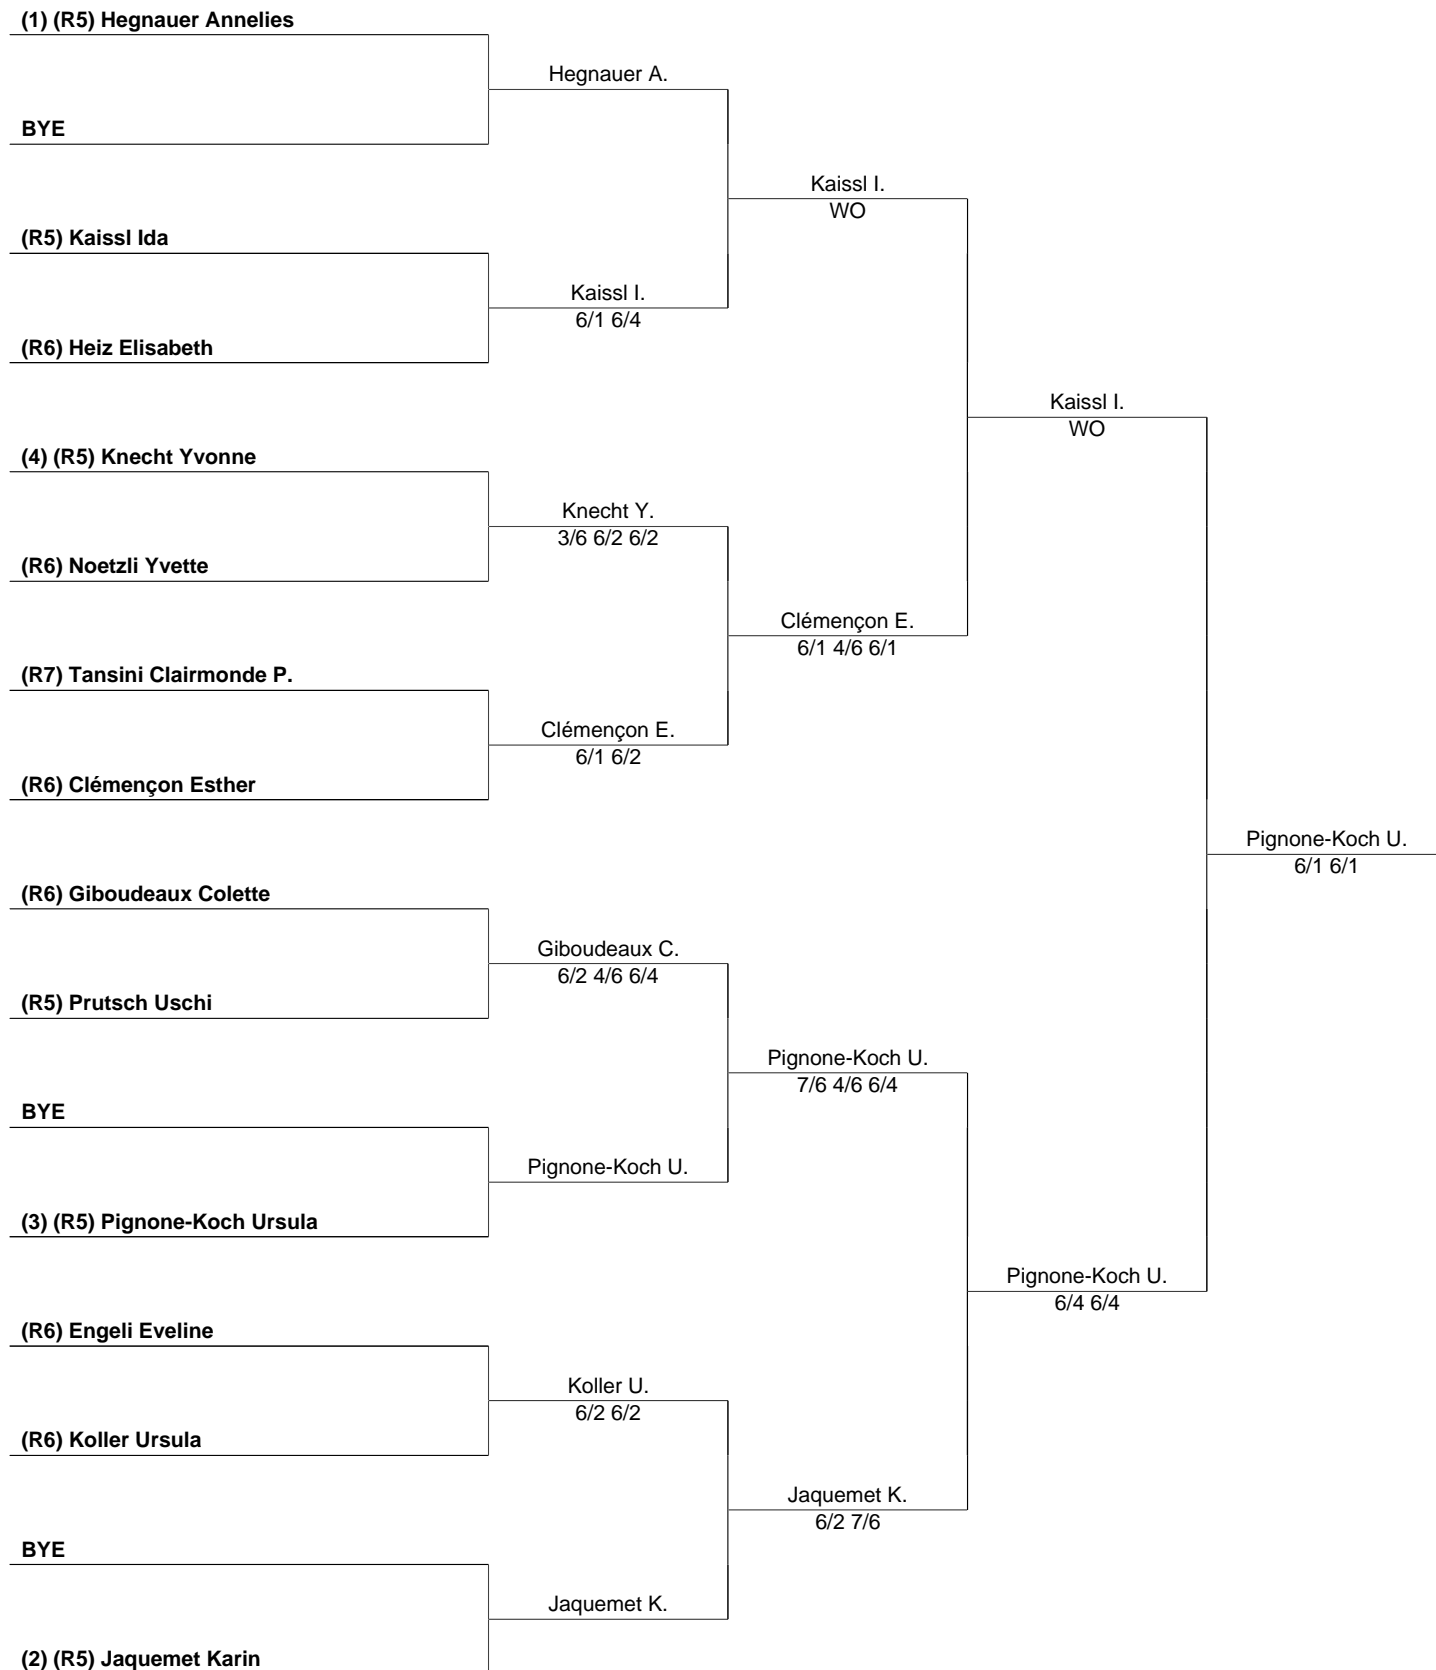 (1) (R5) Hegnauer Annelies
Hegnauer A.
BYE
Kaissl I.
WO
(R5) Kaissl Ida
Kaissl I.
6/1 6/4
(R6) Heiz Elisabeth
Kaissl I.
WO
(4) (R5) Knecht Yvonne
Knecht Y.
3/6 6/2 6/2
(R6) Noetzli Yvette
Clémençon E.
6/1 4/6 6/1
(R7) Tansini Clairmonde P.
Clémençon E.
6/1 6/2
(R6) Clémençon Esther
Pignone-Koch U.
6/1 6/1
(R6) Giboudeaux Colette
Giboudeaux C.
6/2 4/6 6/4
(R5) Prutsch Uschi
Pignone-Koch U.
7/6 4/6 6/4
BYE
Pignone-Koch U.
(3) (R5) Pignone-Koch Ursula
Pignone-Koch U.
6/4 6/4
(R6) Engeli Eveline
Koller U.
6/2 6/2
(R6) Koller Ursula
Jaquemet K.
6/2 7/6
BYE
Jaquemet K.
(2) (R5) Jaquemet Karin